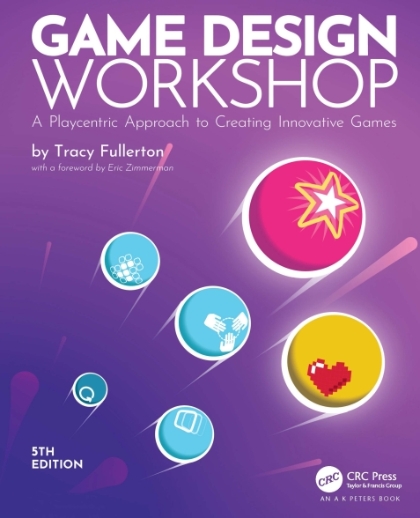 GAME DESIGN
WORKSHOP
A Playcentric Approach to Creating Innovative Games
by Tracy Fullerton
with a foreword by Eric Zimmerman
5TH
EDITION
CRC
CRC Press
Taylor & Francis Group
AN A K PETERS BOOK